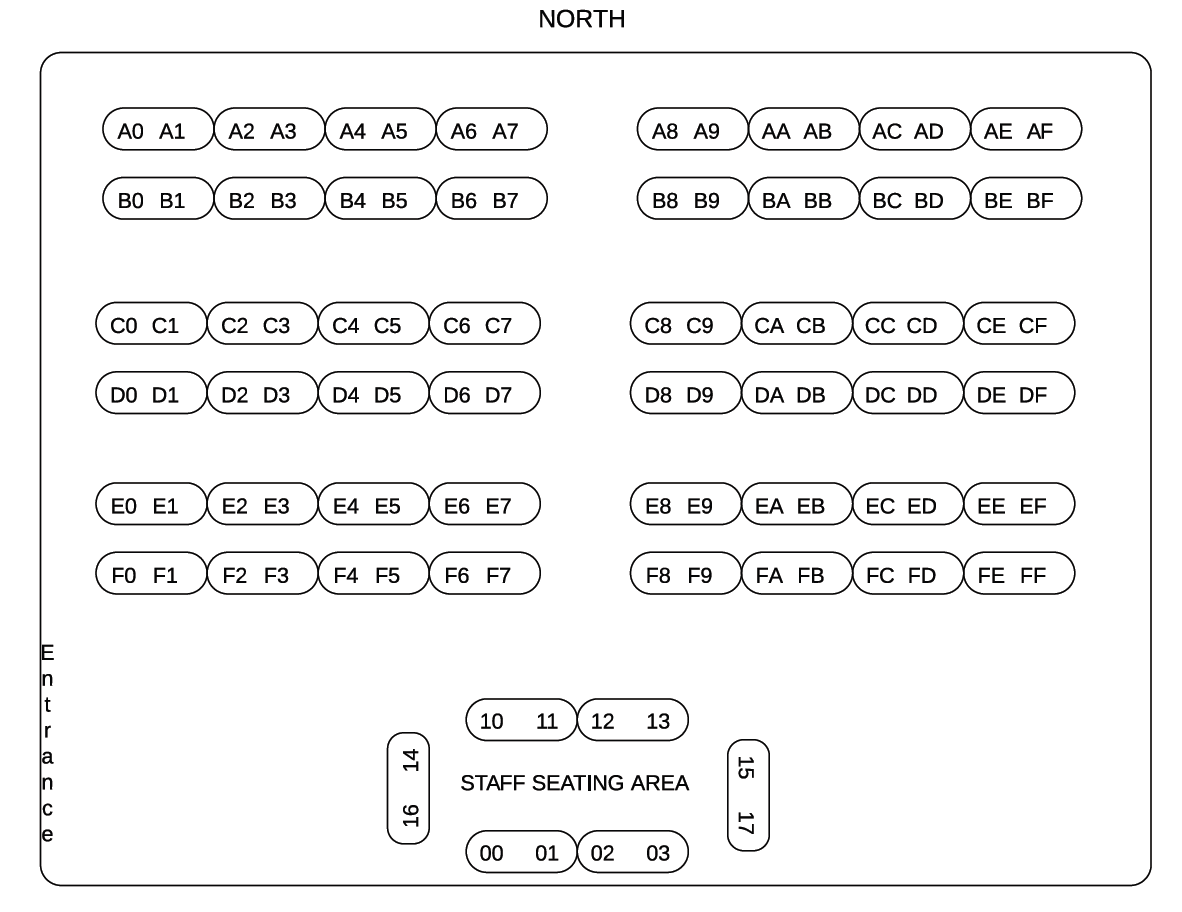 NORTH
A0 A1 A2 A3 A4 A5 A6 A7 A8 A9 AA AB AC AD AE AF
B0 B1 B2 B3 B4 B5 B6 B7 B8 B9 BA BB BC BD BE BF
C0 C1 C2 C3 C4 C5 C6 C7 C8 C9 CA CB CC CD CE CF
D0 D1 D2 D3 D4 D5 D6 D7 D8 D9 DA DB DC DD DE DF
E0 E1 E2 E3 E4 E5 E6 E7 E8 E9 EA EB EC ED EE EF
F0 F1 F2 F3 F4 F5 F6 F7 F8 F9 FA FB FC FD FE FF
Entrance
10 11 12 13
14
16
STAFF SEATING AREA
15
17
00 01 02 03